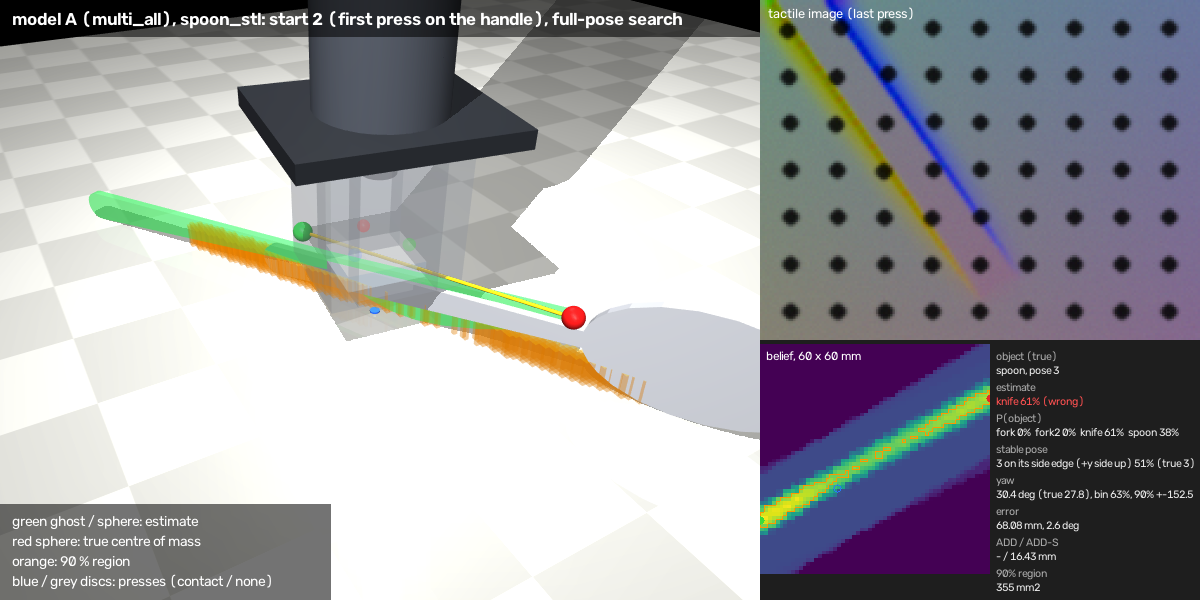 model A (multi_all), spoon_stl: start 2 (first press on the handle), full-pose search
tactile image (last press)
belief, 60 x 60 mm
object (true)
spoon, pose 3
estimate
knife 61% (wrong)
P(object)
fork 0% fork2 0% knife 61% spoon 38%
stable pose
3 on its side edge (+y side up) 51% (true 3)
yaw
30.4 deg (true 27.8), bin 63%, 90% +-152.5
error
68.08 mm, 2.6 deg
ADD / ADD-S
- / 16.43 mm
90% region
355 mm2
green ghost / sphere: estimate
red sphere: true centre of mass
orange: 90 % region
blue / grey discs: presses (contact / none)